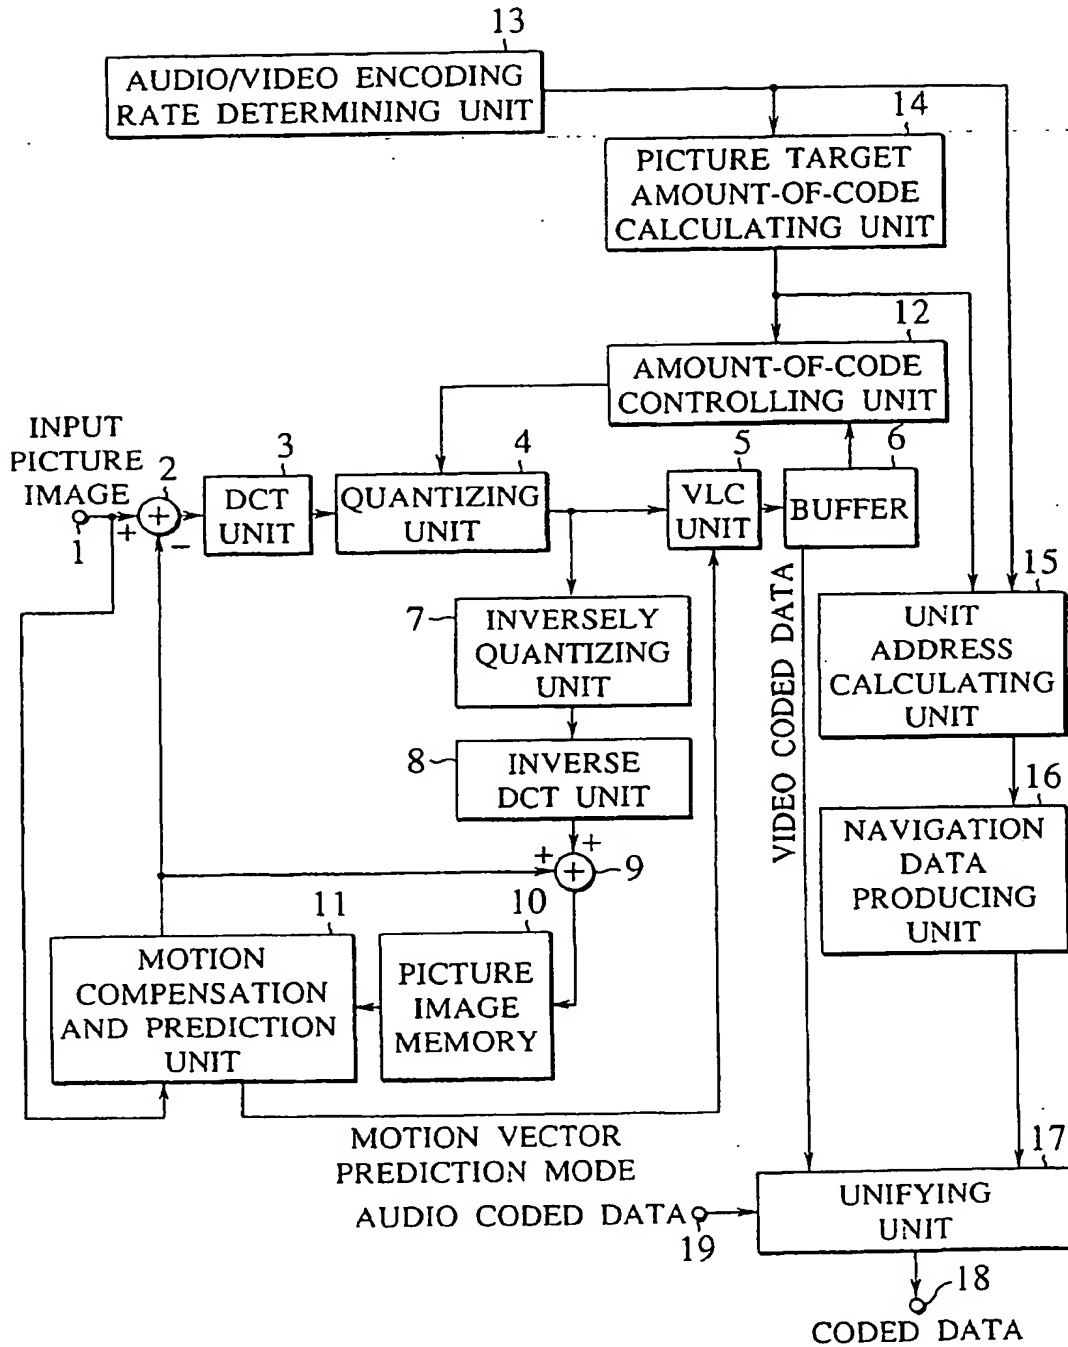 13
AUDIO/VIDEO ENCODING
RATE DETERMINING UNIT
14
PICTURE TARGET
AMOUNT-OF-CODE
CALCULATING UNIT
12
AMOUNT-OF-CODE
CONTROLLING UNIT
INPUT
PICTURE
IMAGE
1
+
2
+
−
3
DCT
UNIT
4
QUANTIZING
UNIT
5
VLC
UNIT
6
BUFFER
VIDEO CODED DATA
7
INVERSELY
QUANTIZING
UNIT
8
INVERSE
DCT UNIT
+
+
+
9
15
UNIT
ADDRESS
CALCULATING
UNIT
16
NAVIGATION
DATA
PRODUCING
UNIT
11
MOTION
COMPENSATION
AND PREDICTION
UNIT
10
PICTURE
IMAGE
MEMORY
MOTION VECTOR
PREDICTION MODE
AUDIO CODED DATA
19
17
UNIFYING
UNIT
18
CODED DATA